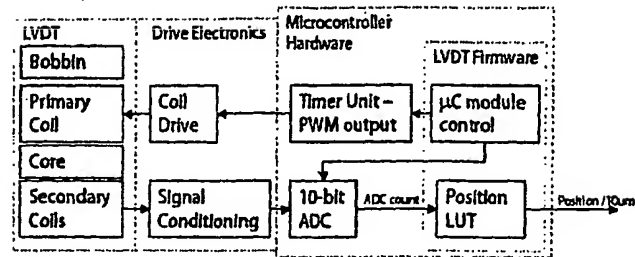 LVDT
Drive Electronics
Microcontroller
Hardware
Bobbin
LVDT Firmware
Primary
Coil
Coil
Drive
Timer Unit –
PWM output
µC module
control
Core
Secondary
Coils
Signal
Conditioning
10-bit
ADC
ADC count
Position
LUT
Position /10um